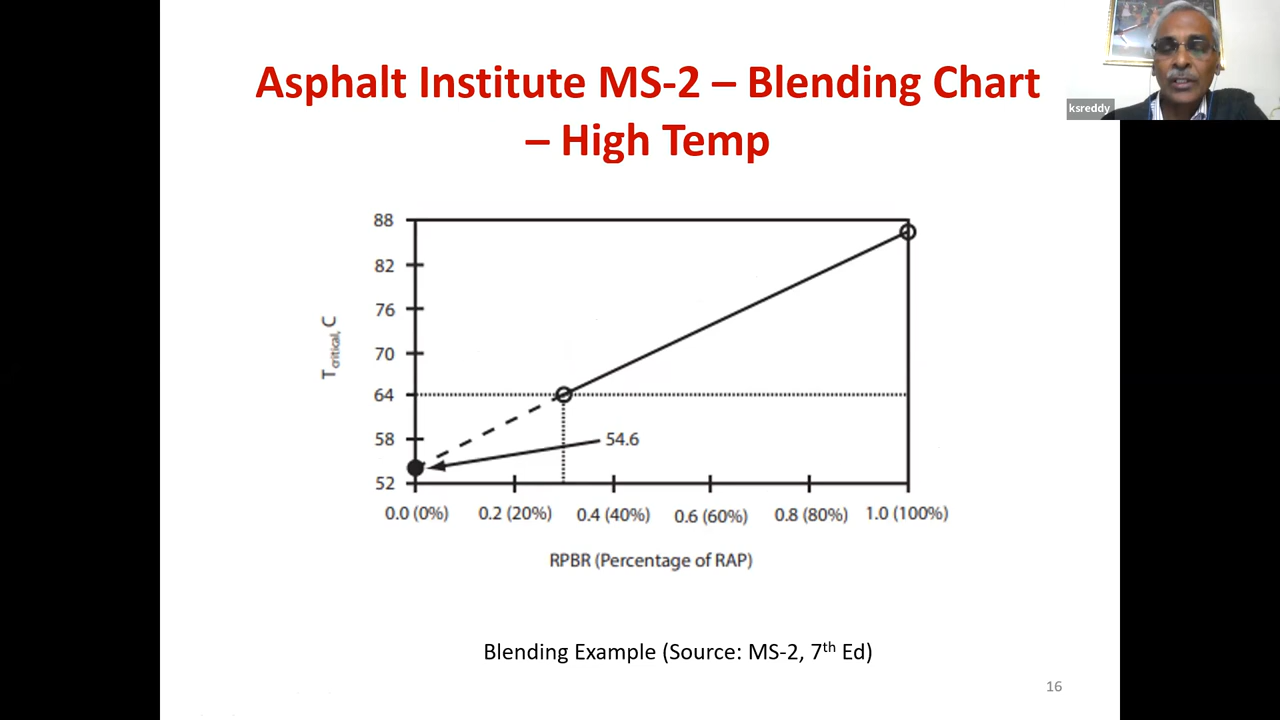 Asphalt Institute MS-2 – Blending Chart
– High Temp
ksreddy
88
82
76
70
64
58
52
T critical, C
54.6
0.0 (0%) 0.2 (20%) 0.4 (40%) 0.6 (60%) 0.8 (80%) 1.0 (100%)
RPBR (Percentage of RAP)
Blending Example (Source: MS-2, 7th Ed)
16